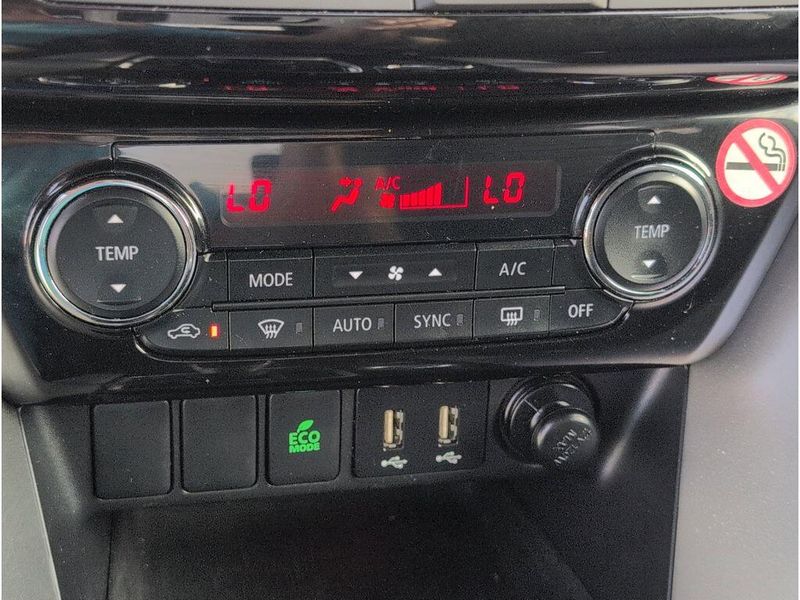 LO A/C LO
TEMP
TEMP
MODE
A/C
AUTO
SYNC
OFF
ECO
MODE